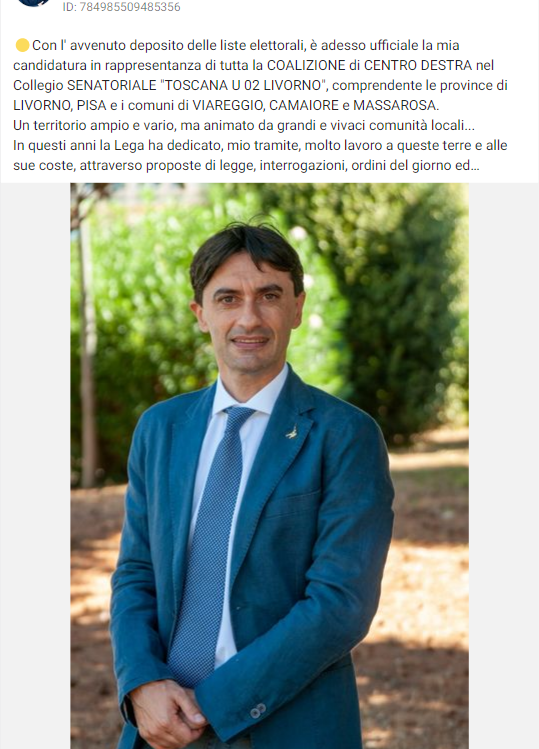 ID: 784985509485356
Con l' avvenuto deposito delle liste elettorali, è adesso ufficiale la mia
candidatura in rappresentanza di tutta la COALIZIONE di CENTRO DESTRA nel
Collegio SENATORIALE "TOSCANA U 02 LIVORNO", comprendente le province di
LIVORNO, PISA e i comuni di VIAREGGIO, CAMAIORE e MASSAROSA.
Un territorio ampio e vario, ma animato da grandi e vivaci comunità locali...
In questi anni la Lega ha dedicato, mio tramite, molto lavoro a queste terre e alle
sue coste, attraverso proposte di legge, interrogazioni, ordini del giorno ed...